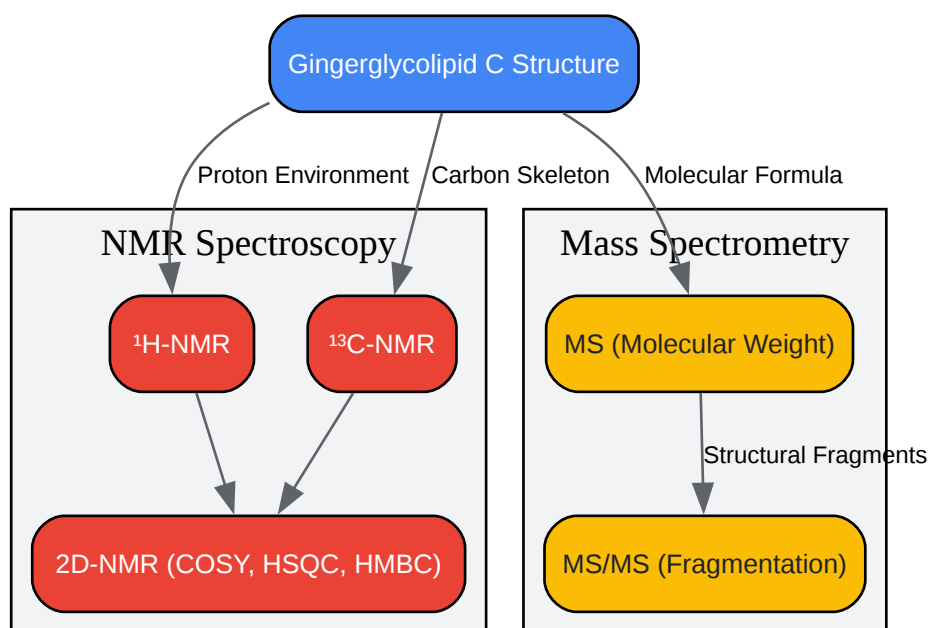 Gingerglycolipid C Structure
Proton Environment
Carbon Skeleton
Molecular Formula
NMR Spectroscopy
Mass Spectrometry
¹H-NMR
¹³C-NMR
MS (Molecular Weight)
Structural Fragments
2D-NMR (COSY, HSQC, HMBC)
MS/MS (Fragmentation)